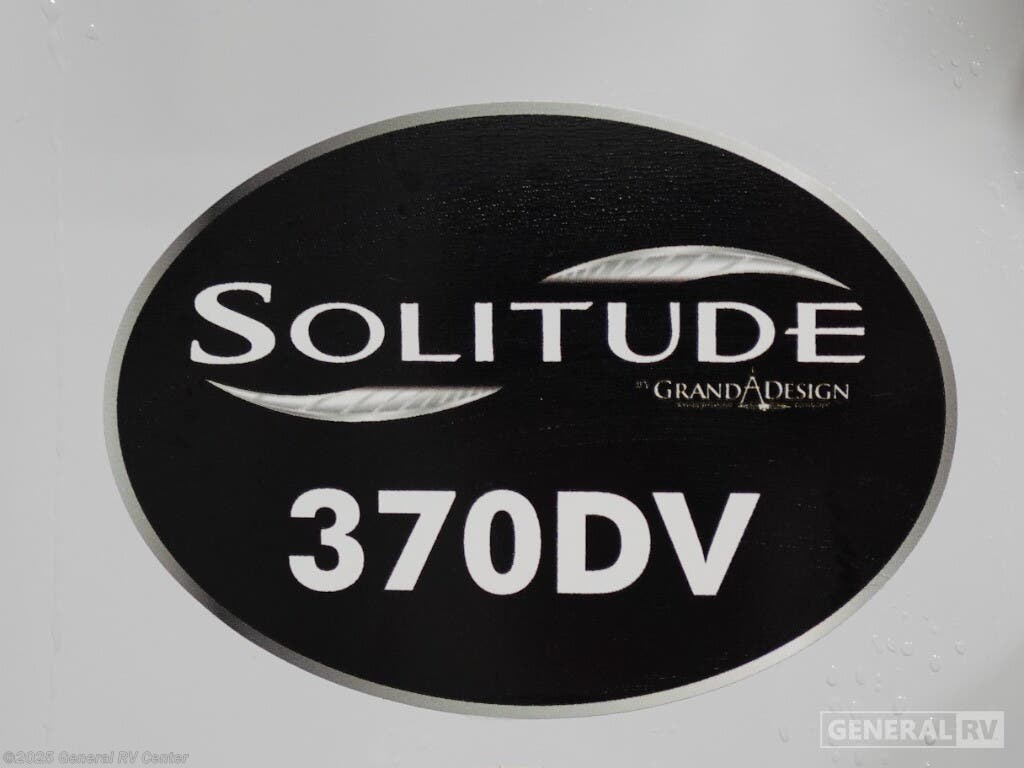 SOLITUDE
BY GRAND DESIGN
370DV
GENERAL RV
©2025 General RV Center